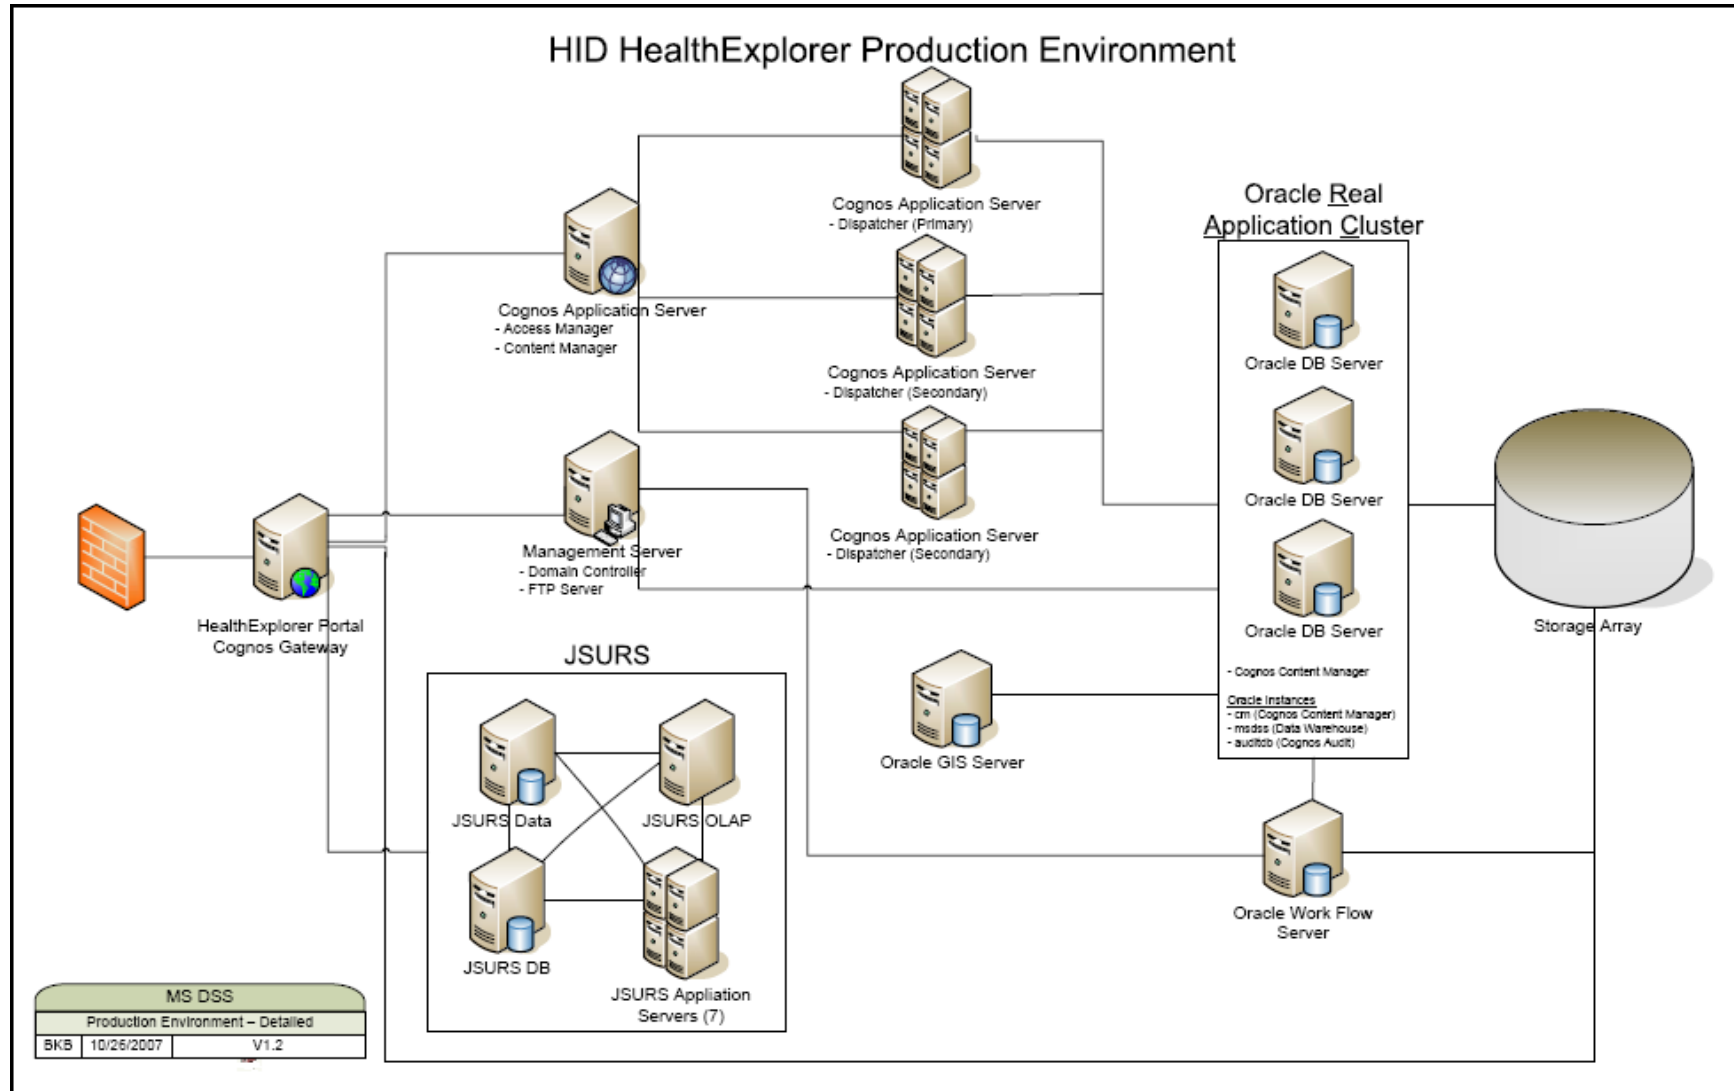 HID HealthExplorer Production Environment
Cognos Application Server
- Dispatcher (Primary)
Oracle Real
Application Cluster
Cognos Application Server
- Access Manager
- Content Manager
Cognos Application Server
- Dispatcher (Secondary)
Oracle DB Server
Oracle DB Server
Cognos Application Server
- Dispatcher (Secondary)
Management Server
- Domain Controller
- FTP Server
HealthExplorer Portal
Cognos Gateway
Oracle DB Server
Storage Array
- Cognos Content Manager
Oracle Instances
- cm (Cognos Content Manager)
- msdss (Data Warehouse)
- auditdb (Cognos Audit)
JSURS
Oracle GIS Server
JSURS Data
JSURS OLAP
JSURS DB
JSURS Appliation
Servers (7)
Oracle Work Flow
Server
MS DSS
Production Environment – Detailed
BKB 10/26/2007 V1.2